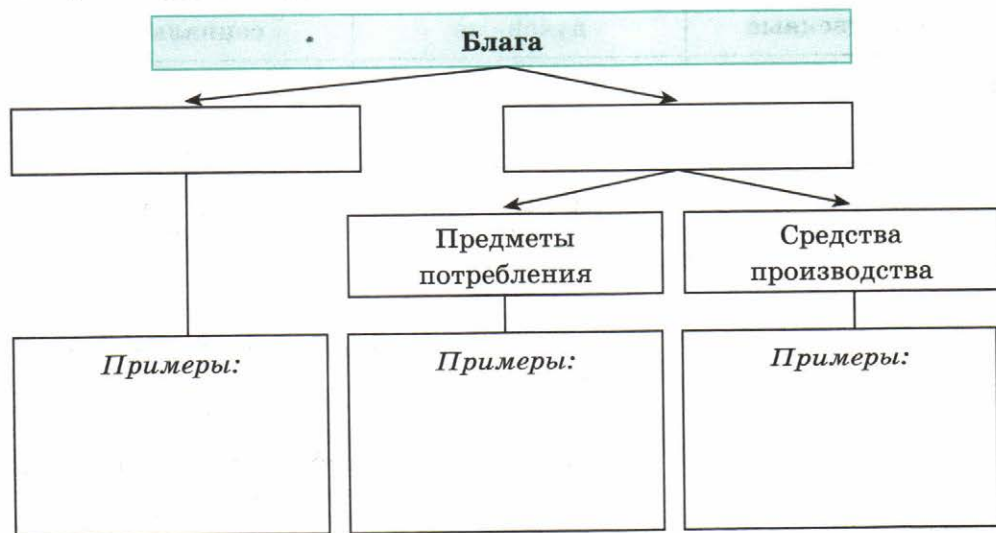 Блага
Предметы
потребления
Средства
производства
Примеры:
Примеры:
Примеры: